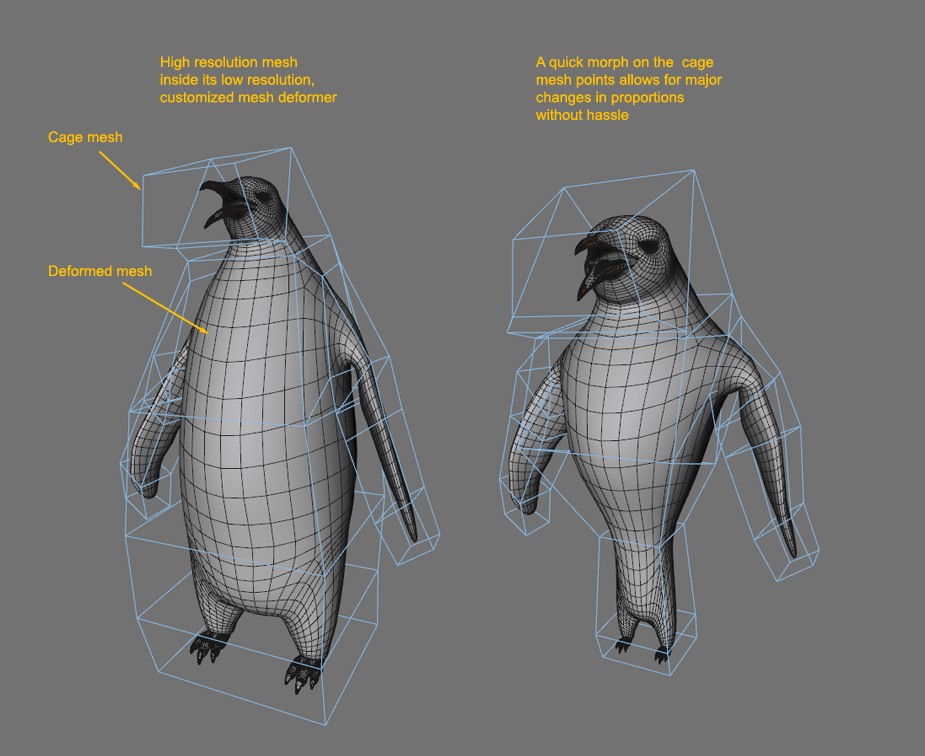 High resolution mesh
inside its low resolution,
customized mesh deformer
A quick morph on the  cage
mesh points allows for major
changes in proportions
without hassle
Cage mesh
Deformed mesh